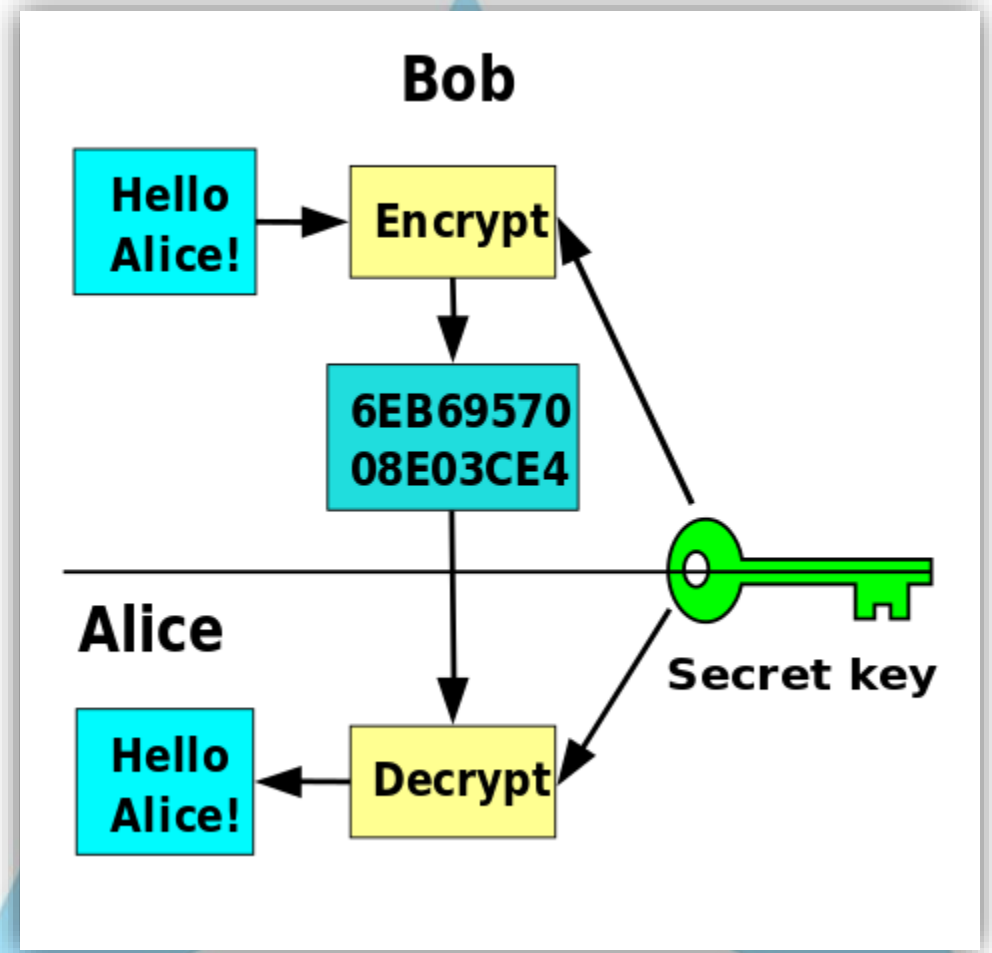 Bob
Hello
Alice!
Encrypt
6EB69570
08E03CE4
Alice
Secret key
Hello
Alice!
Decrypt